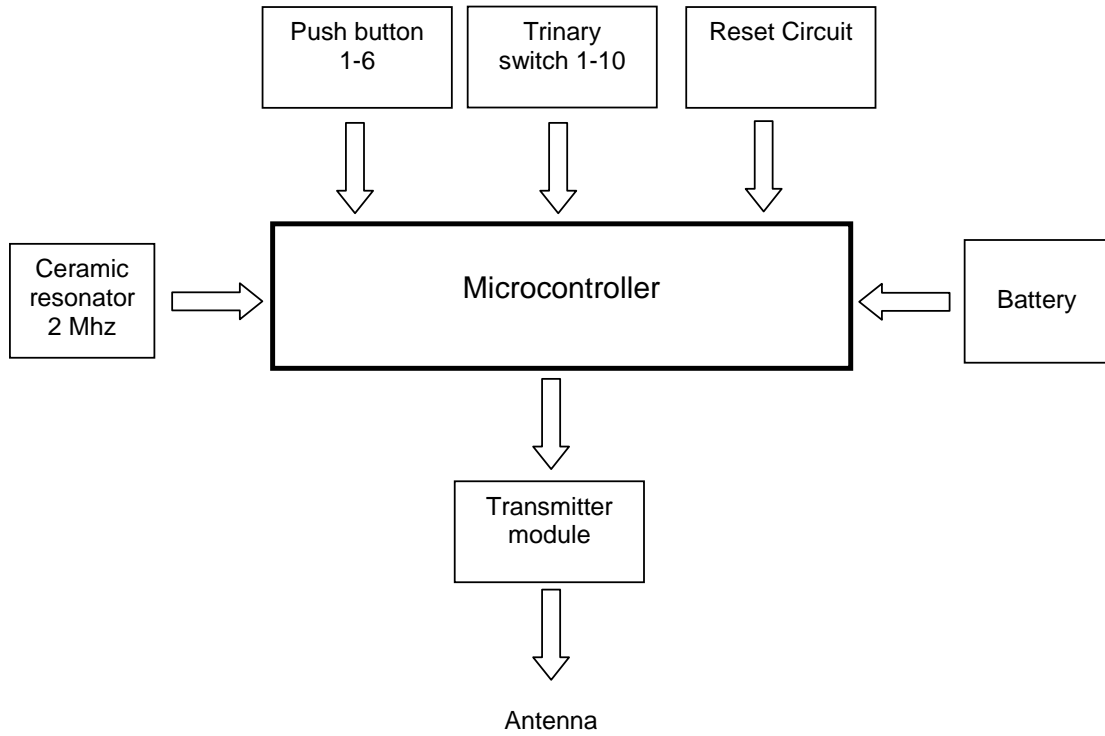 Push button
1-6
Trinary
switch 1-10
Reset Circuit
Ceramic
resonator
2 Mhz
Microcontroller
Battery
Transmitter
module
Antenna